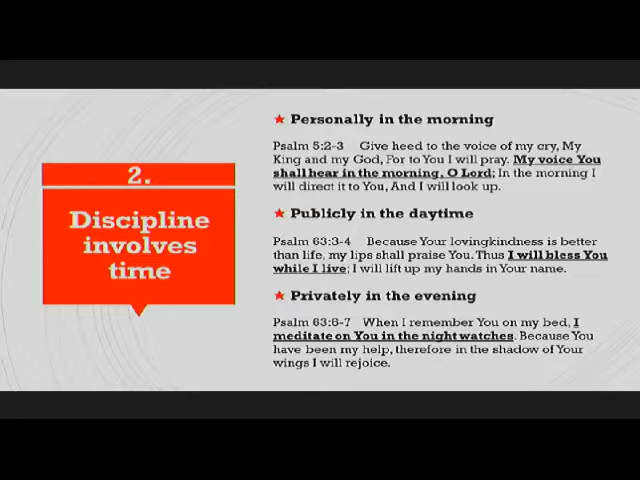 2.
Discipline
involves
time
★ Personally in the morning
Psalm 5:2-3 Give heed to the voice of my cry, My
King and my God, For to You I will pray. My voice You
shall hear in the morning, O Lord; In the morning I
will direct it to You, And I will look up.
★ Publicly in the daytime
Psalm 63:3-4 Because Your lovingkindness is better
than life, my lips shall praise You. Thus I will bless You
while I live; I will lift up my hands in Your name.
★ Privately in the evening
Psalm 63:6-7 When I remember You on my bed, I
meditate on You in the night watches. Because You
have been my help, therefore in the shadow of Your
wings I will rejoice.